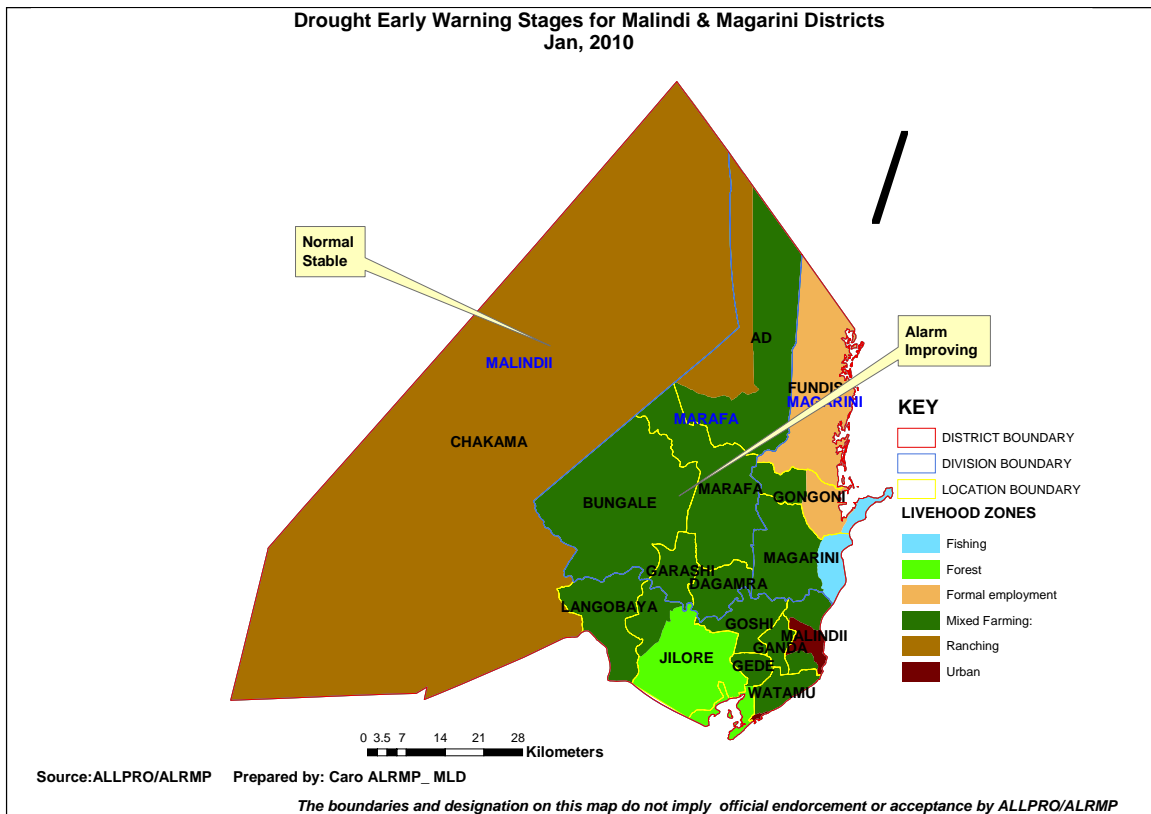 Drought Early Warning Stages for Malindi & Magarini Districts
Jan, 2010
Normal
Stable
Alarm
Improving
AD
MALINDII
FUNDIS
MAGARINI
MARAFA
CHAKAMA
MARAFA
BUNGALE
GONGONI
MAGARINI
GARASHI
DAGAMRA
LANGOBAYA
GOSHI
MALINDII
GANDA
JILORE
GEDE
WATAMU
KEY
DISTRICT BOUNDARY
DIVISION BOUNDARY
LOCATION BOUNDARY
LIVEHOOD ZONES
Fishing
Forest
Formal employment
Mixed Farming:
Ranching
Urban
0 3.5 7 14 21 28
Kilometers
Source:ALLPRO/ALRMP Prepared by: Caro ALRMP_ MLD
The boundaries and designation on this map do not imply official endorsement or acceptance by ALLPRO/ALRMP